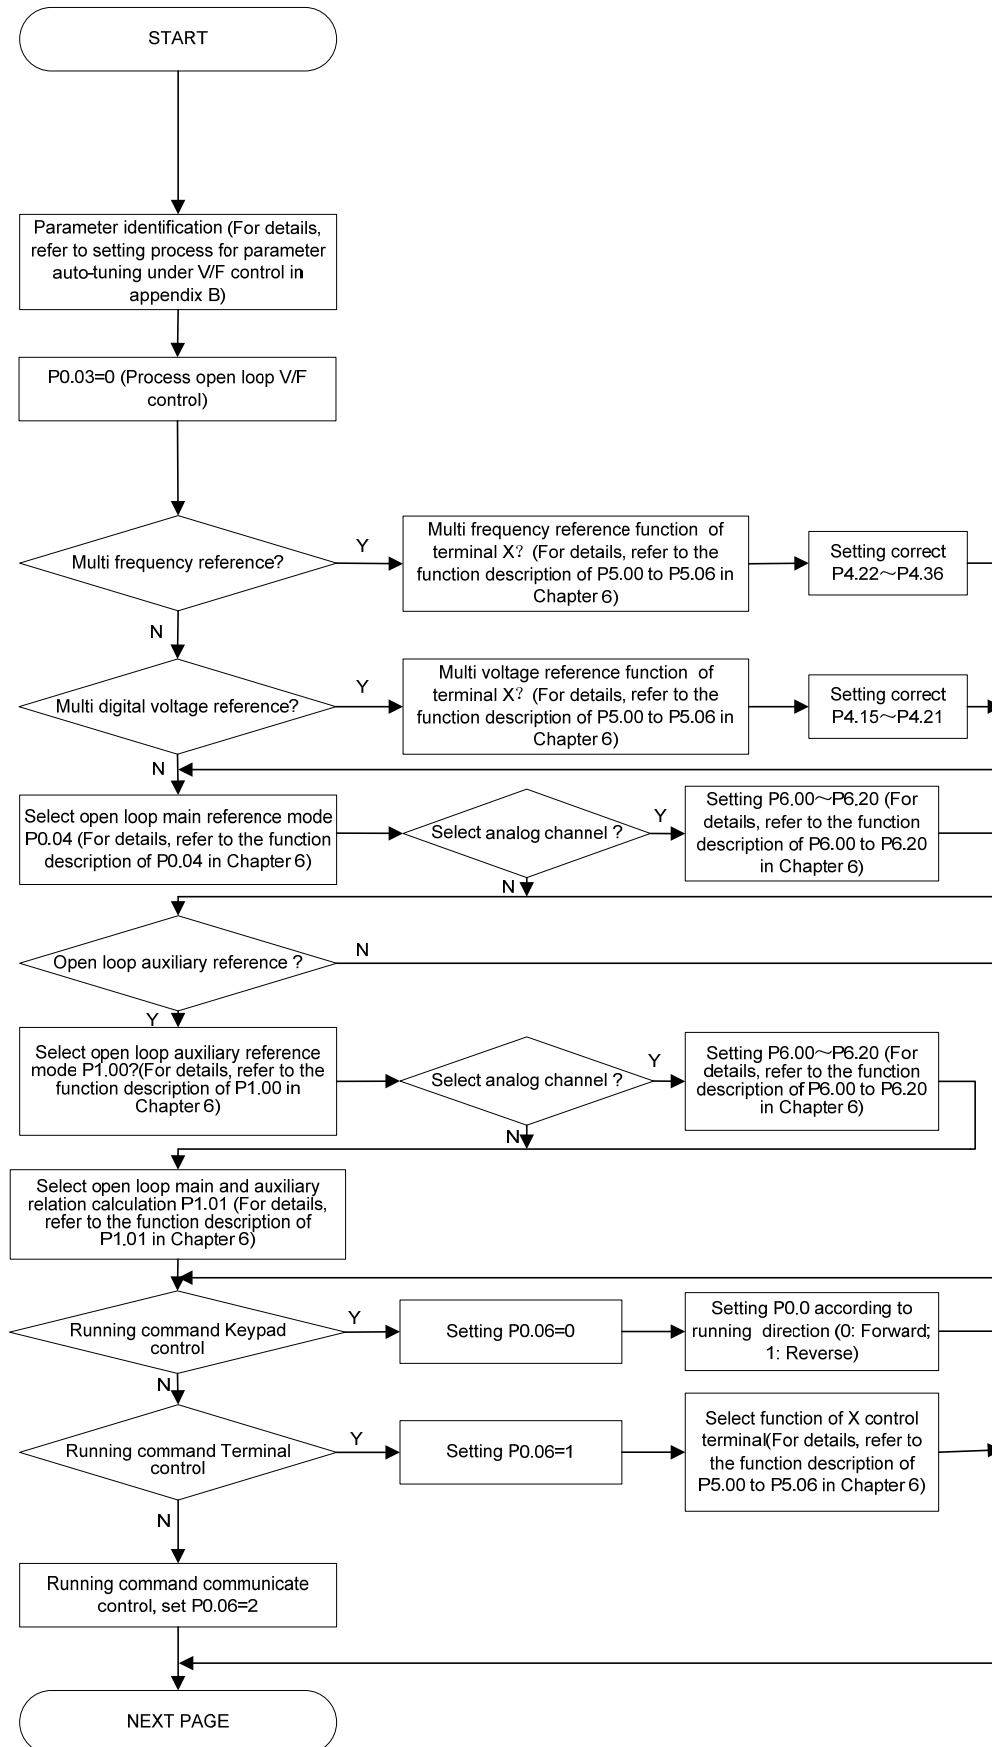 START
Parameter identification (For details,
refer to setting process for parameter
auto-tuning under V/F control in
appendix B)
P0.03=0 (Process open loop V/F
control)
Multi frequency reference?
Y
Multi frequency reference function of
terminal X? (For details, refer to the
function description of P5.00 to P5.06 in
Chapter 6)
Setting correct
P4.22～P4.36
N
Multi digital voltage reference?
Y
Multi voltage reference function of
terminal X? (For details, refer to the
function description of P5.00 to P5.06 in
Chapter 6)
Setting correct
P4.15～P4.21
N
Select open loop main reference mode
P0.04 (For details, refer to the function
description of P0.04 in Chapter 6)
Select analog channel ?
Y
Setting P6.00～P6.20 (For
details, refer to the function
description of P6.00 to P6.20
in Chapter 6)
N
Open loop auxiliary reference ?
N
Y
Select open loop auxiliary reference
mode P1.00?(For details, refer to the
function description of P1.00 in
Chapter 6)
Select analog channel ?
Y
Setting P6.00～P6.20 (For
details, refer to the function
description of P6.00 to P6.20
in Chapter 6)
N
Select open loop main and auxiliary
relation calculation P1.01 (For details,
refer to the function description of
P1.01 in Chapter 6)
Running command Keypad
control
Y
Setting P0.06=0
Setting P0.0 according to
running direction (0: Forward;
1: Reverse)
N
Running command Terminal
control
Y
Setting P0.06=1
Select function of X control
terminal(For details, refer to
the function description of
P5.00 to P5.06 in Chapter 6)
N
Running command communicate
control, set P0.06=2
NEXT PAGE